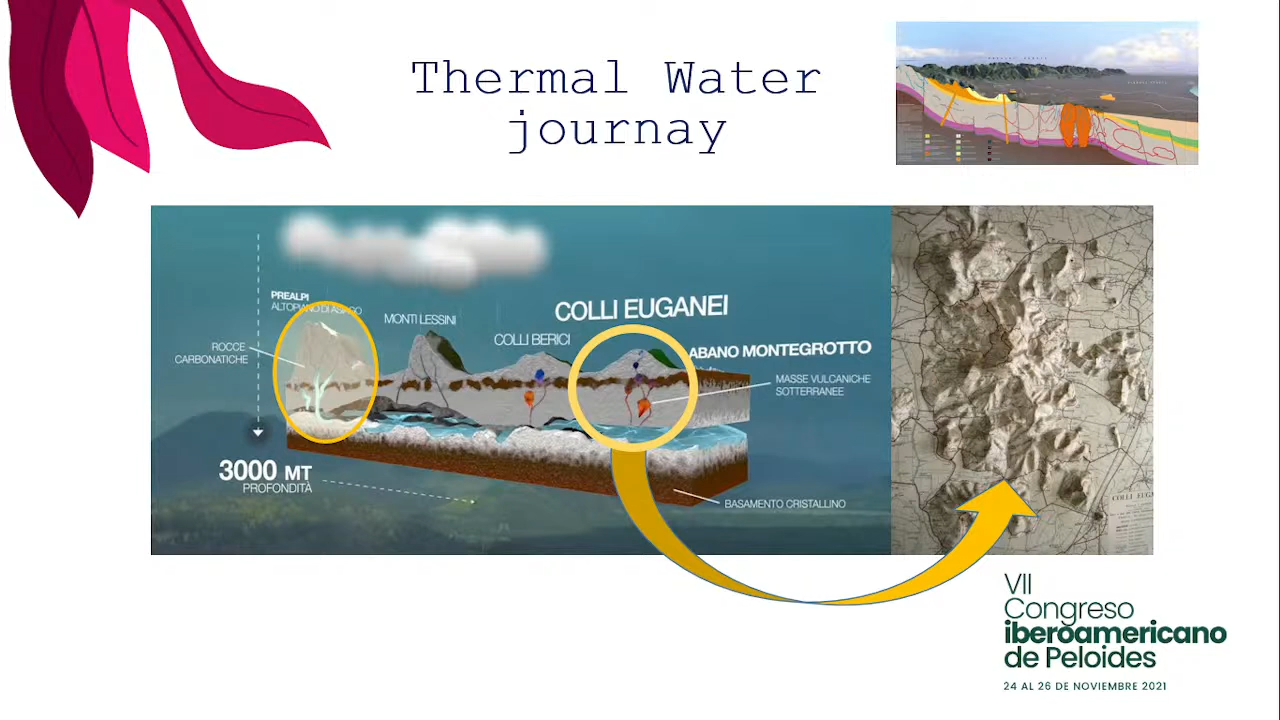 Thermal Water
journay
PREALPI
ALTOPIANO DI ASIAGO
MONTI LESSINI
COLLI EUGANEI
COLLI BERICI
ROCCE
CARBONATICHE
ABANO MONTEGROTTO
MASSE VULCANICHE
SOTTERRANEE
3000 MT
PROFONDITÀ
BASAMENTO CRISTALLINO
VII
Congreso
iberoamericano
de Peloides
24 AL 26 DE NOVIEMBRE 2021